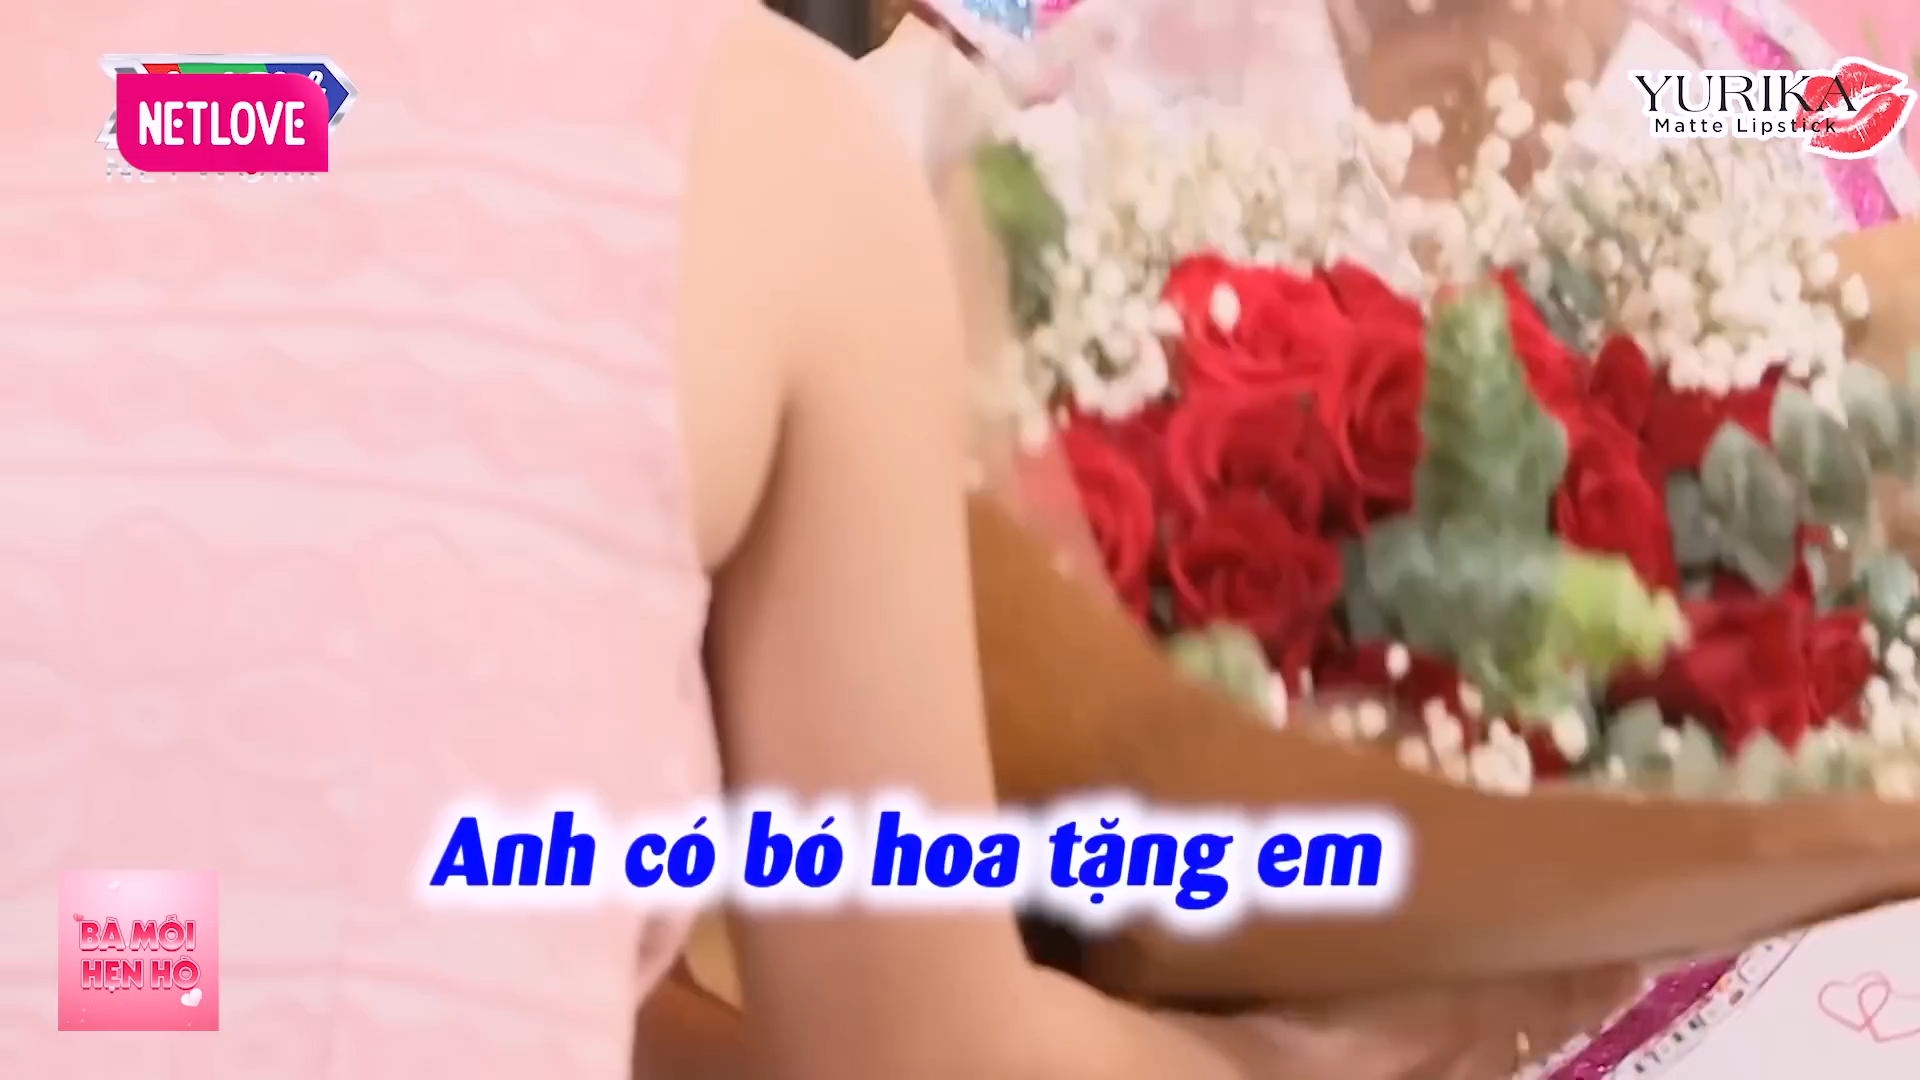 NETLOVE
YURIKA
Matte Lipstick
Anh có bó hoa tặng em
BÀ MỐI
HẸN HÒ